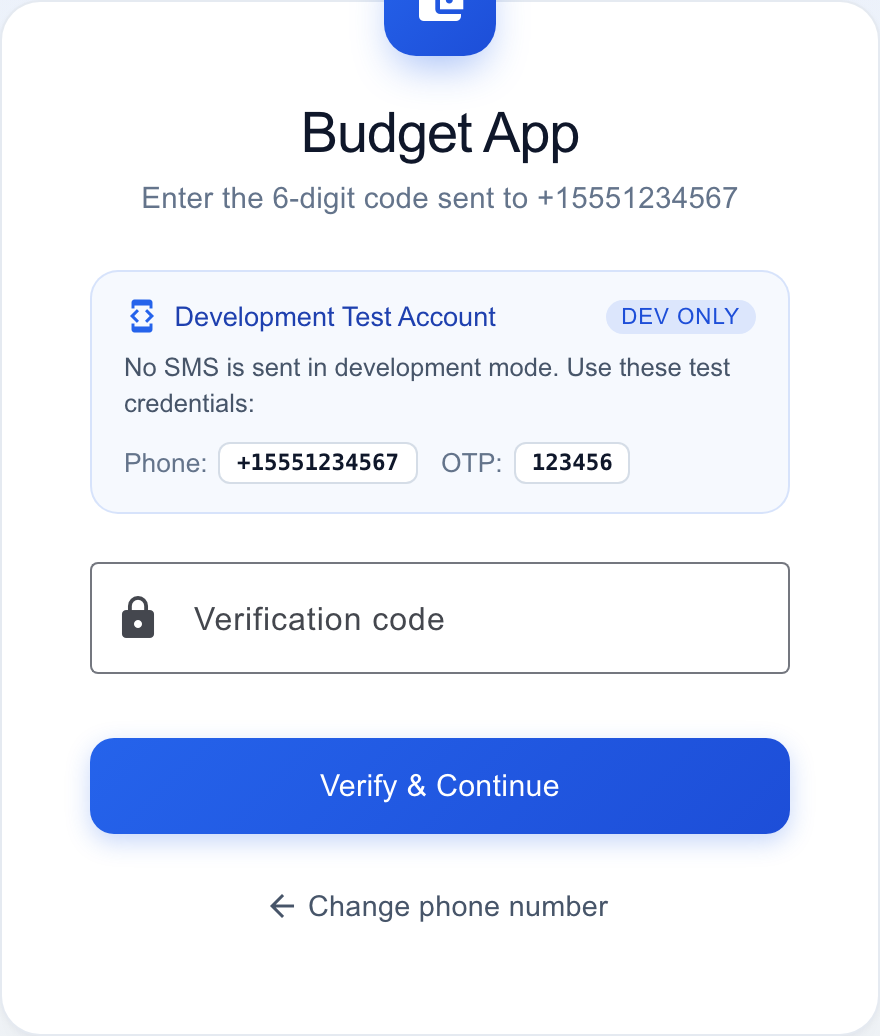 Budget App
Enter the 6-digit code sent to +15551234567
Development Test Account DEV ONLY
No SMS is sent in development mode. Use these test
credentials:
Phone: +15551234567 OTP: 123456
Verification code
Verify & Continue
Change phone number